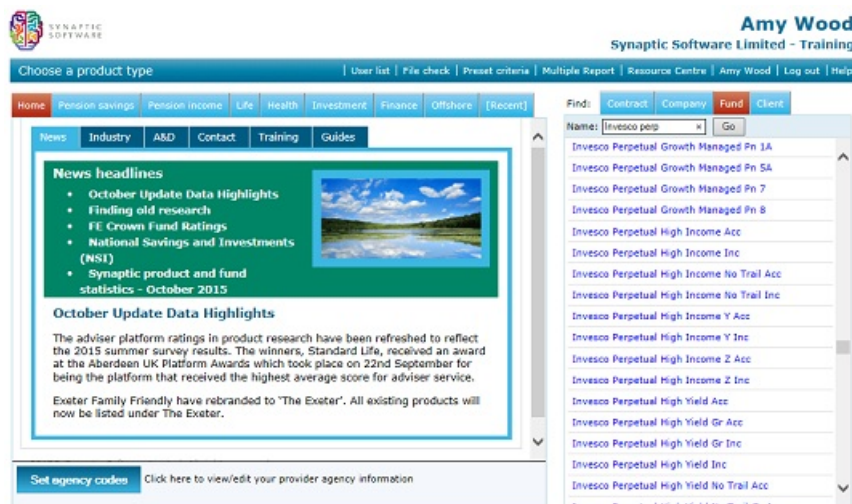 SYNAPTIC
SOFTWARE
Amy Wood
Synaptic Software Limited - Training
Choose a product type
| User list | File check | Preset criteria | Multiple Report | Resource Centre | Amy Wood | Log out | Help
Home Pension savings Pension income Life Health Investment Finance Offshore [Recent]
Find: Contract Company Fund Client
Name: Invesco perp × Go
News Industry A&D Contact Training Guides
News headlines
• October Update Data Highlights
• Finding old research
• FE Crown Fund Ratings
• National Savings and Investments
(NSI)
• Synaptic product and fund
statistics - October 2015
October Update Data Highlights
The adviser platform ratings in product research have been refreshed to reflect
the 2015 summer survey results. The winners, Standard Life, received an award
at the Aberdeen UK Platform Awards which took place on 22nd September for
being the platform that received the highest average score for adviser service.
Exeter Family Friendly have rebranded to 'The Exeter'. All existing products will
now be listed under The Exeter.
Set agency codes Click here to view/edit your provider agency information
Invesco Perpetual Growth Managed Pn 1A
Invesco Perpetual Growth Managed Pn 5A
Invesco Perpetual Growth Managed Pn 7
Invesco Perpetual Growth Managed Pn 8
Invesco Perpetual High Income Acc
Invesco Perpetual High Income Inc
Invesco Perpetual High Income No Trail Acc
Invesco Perpetual High Income No Trail Inc
Invesco Perpetual High Income Y Acc
Invesco Perpetual High Income Y Inc
Invesco Perpetual High Income Z Acc
Invesco Perpetual High Income Z Inc
Invesco Perpetual High Yield Acc
Invesco Perpetual High Yield Gr Acc
Invesco Perpetual High Yield Gr Inc
Invesco Perpetual High Yield Inc
Invesco Perpetual High Yield No Trail Acc